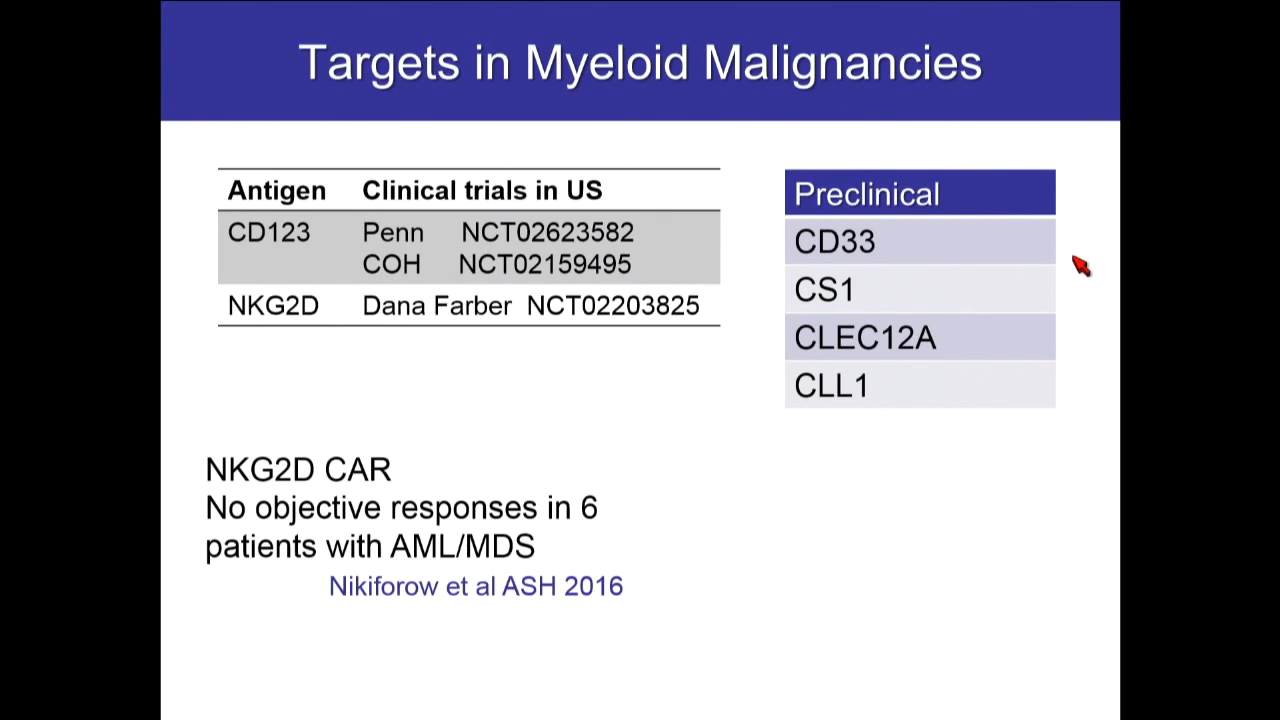 Targets in Myeloid Malignancies
Antigen Clinical trials in US
CD123 Penn NCT02623582
COH NCT02159495
NKG2D Dana Farber NCT02203825
Preclinical
CD33
CS1
CLEC12A
CLL1
NKG2D CAR
No objective responses in 6
patients with AML/MDS
Nikiforow et al ASH 2016